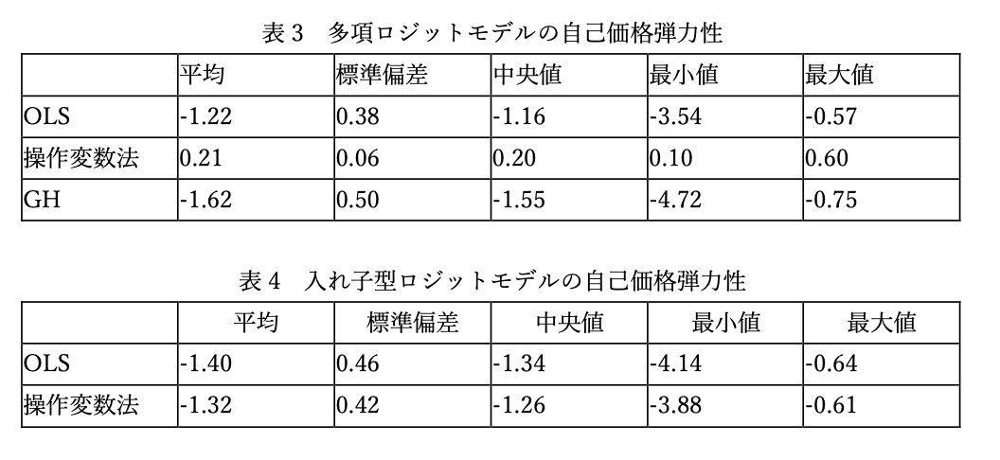 表 3　多項ロジットモデルの自己価格弾力性
平均 標準偏差 中央値 最小値 最大値
OLS -1.22 0.38 -1.16 -3.54 -0.57
操作変数法 0.21 0.06 0.20 0.10 0.60
GH -1.62 0.50 -1.55 -4.72 -0.75
表 4　入れ子型ロジットモデルの自己価格弾力性
平均 標準偏差 中央値 最小値 最大値
OLS -1.40 0.46 -1.34 -4.14 -0.64
操作変数法 -1.32 0.42 -1.26 -3.88 -0.61